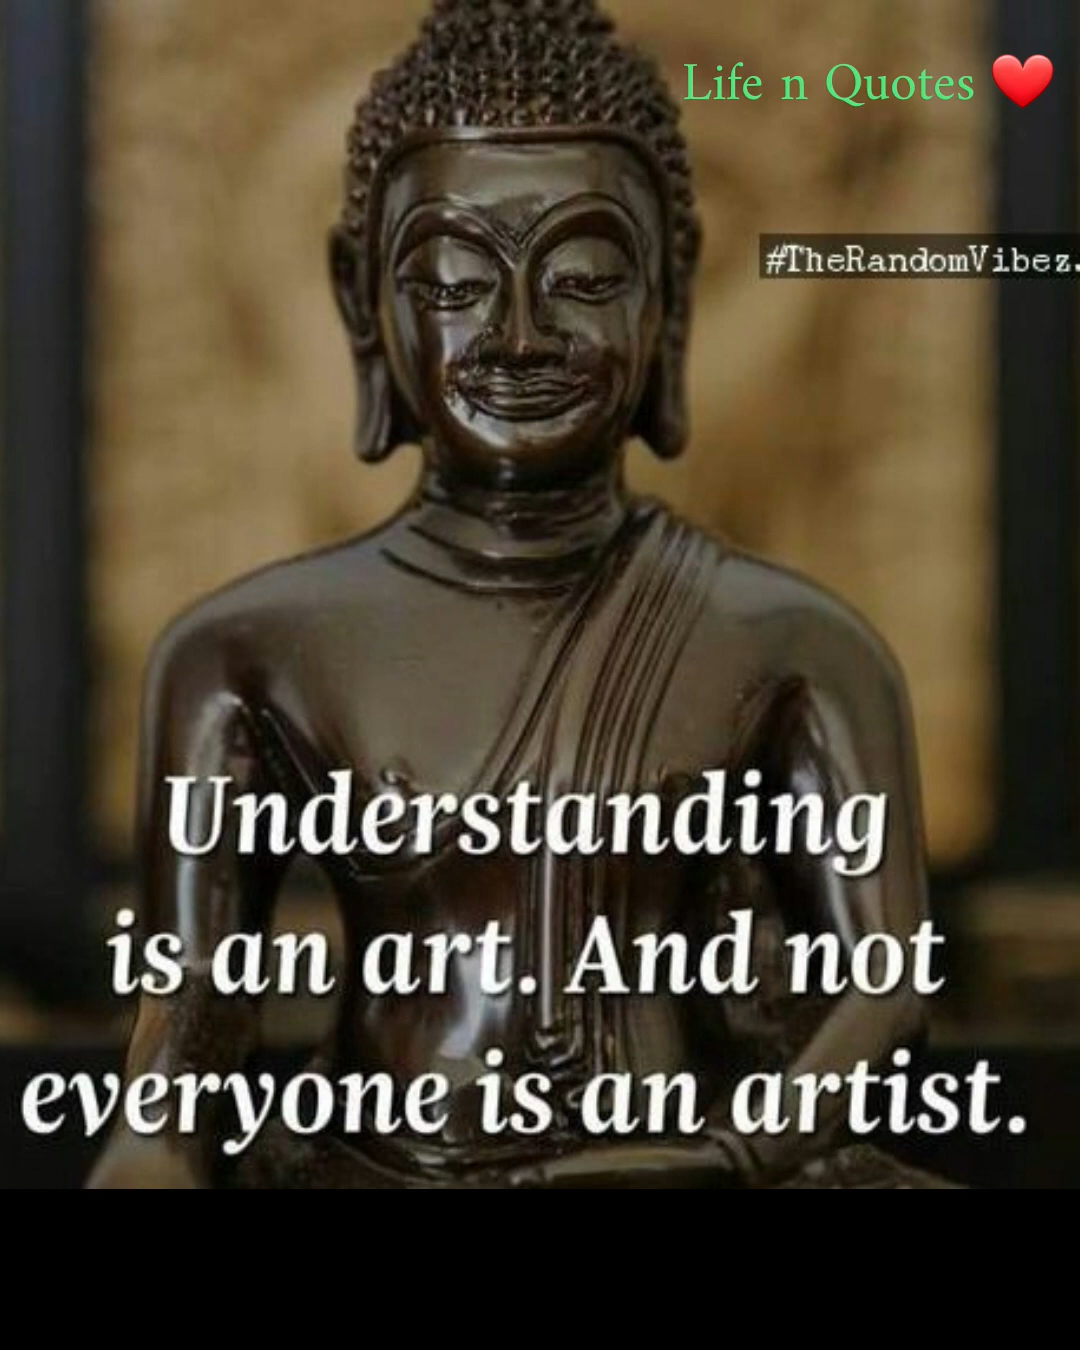 Life n Quotes ❤️
#TheRandomVibez.
Understanding
is an art. And not
everyone is an artist.